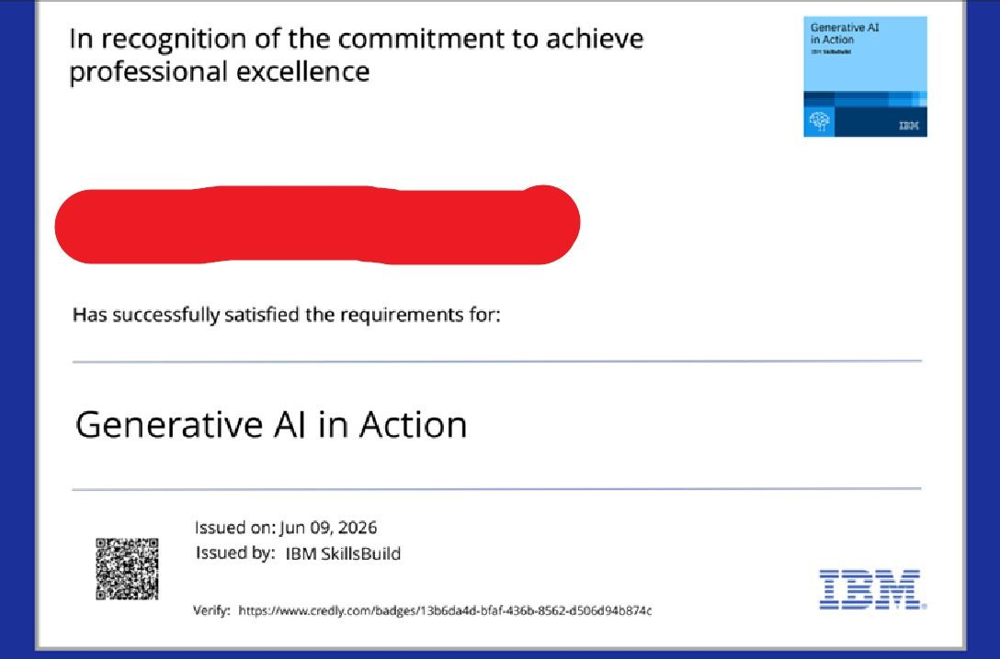 In recognition of the commitment to achieve
professional excellence
Generative AI
in Action
IBM SkillsBuild
IBM
Has successfully satisfied the requirements for:
Generative AI in Action
Issued on: Jun 09, 2026
Issued by: IBM SkillsBuild
Verify: https://www.credly.com/badges/13b6da4d-bfaf-436b-8562-d506d94b874c
IBM®